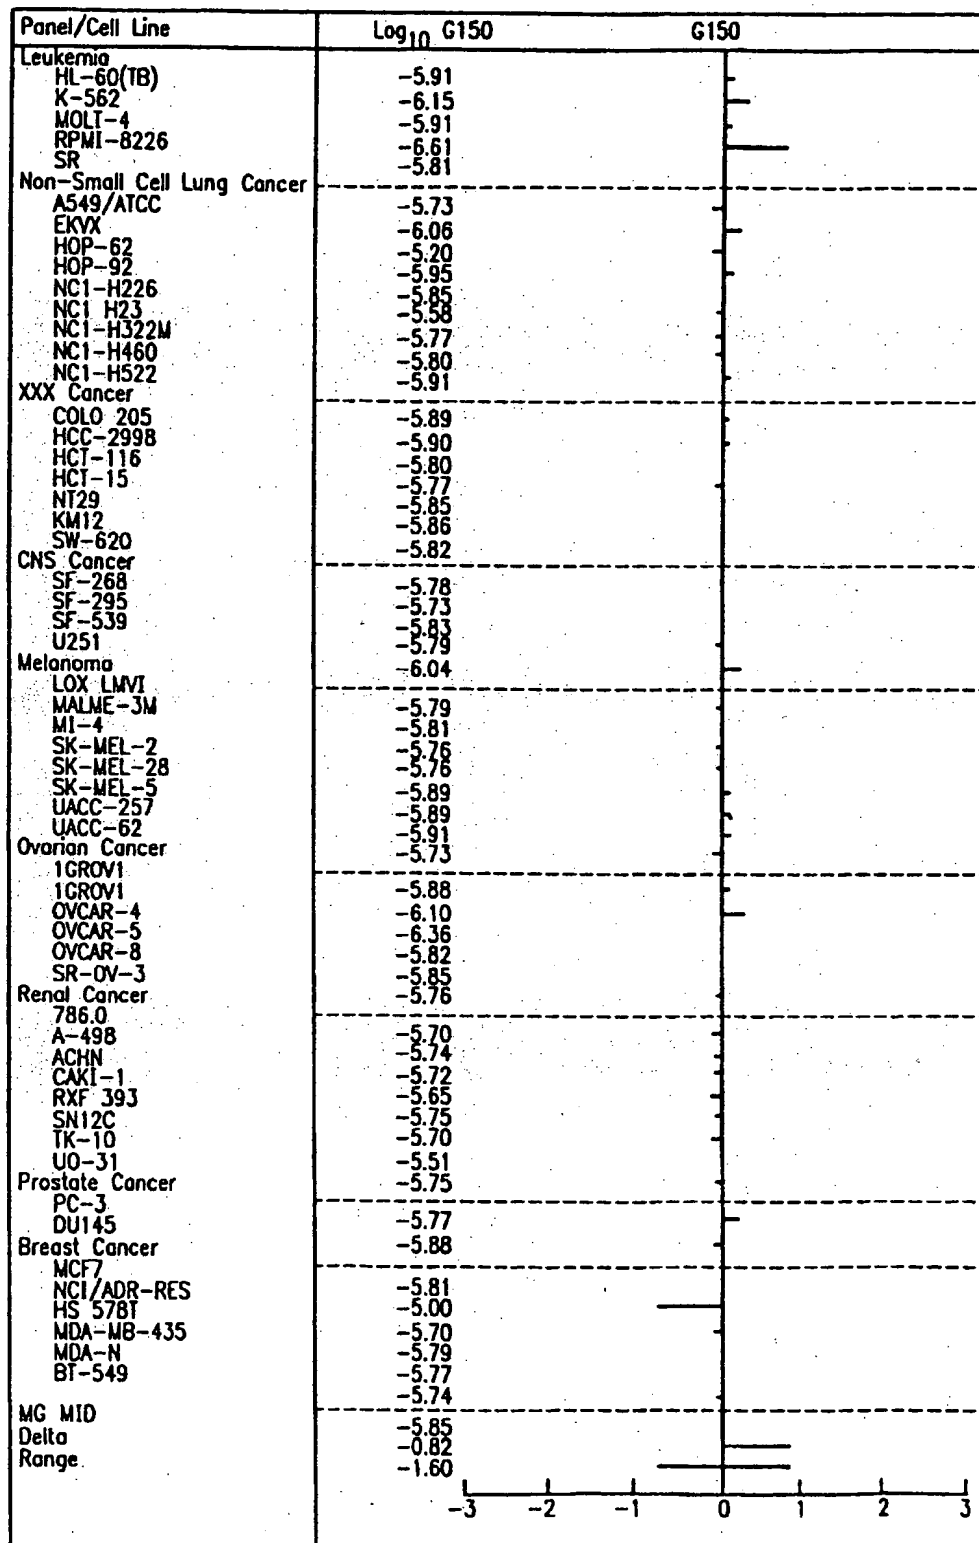 Panel/Cell Line Log10 G150 G150
Leukemia
HL-60(TB) -5.91
K-562 -6.15
MOLT-4 -5.91
RPMI-8226 -6.61
SR -5.81
Non-Small Cell Lung Cancer
A549/ATCC -5.73
EKVX -6.06
HOP-62 -5.20
HOP-92 -5.95
NC1-H226 -5.85
NC1 H23 -5.58
NC1-H322M -5.77
NC1-H460 -5.80
NC1-H522 -5.91
XXX Cancer
COLO 205 -5.89
HCC-2998 -5.90
HCT-116 -5.80
HCT-15 -5.77
NT29 -5.85
KM12 -5.86
SW-620 -5.82
CNS Cancer
SF-268 -5.78
SF-295 -5.73
SF-539 -5.83
U251 -5.79
Melanoma -6.04
LOX LMVI
MALME-3M -5.79
MI-4 -5.81
SK-MEL-2 -5.76
SK-MEL-28 -5.76
SK-MEL-5 -5.89
UACC-257 -5.89
UACC-62 -5.91
Ovarian Cancer -5.73
1GROV1
1GROV1 -5.88
OVCAR-4 -6.10
OVCAR-5 -6.36
OVCAR-8 -5.82
SR-OV-3 -5.85
Renal Cancer -5.76
786.0
A-498 -5.70
ACHN -5.74
CAKI-1 -5.72
RXF 393 -5.65
SN12C -5.75
TK-10 -5.70
UO-31 -5.51
Prostate Cancer -5.75
PC-3
DU145 -5.77
Breast Cancer -5.88
MCF7
NCI/ADR-RES -5.81
HS 578T -5.00
MDA-MB-435 -5.70
MDA-N -5.79
BT-549 -5.77
-5.74
MG MID -5.85
Delta -0.82
Range -1.60
-3 -2 -1 0 1 2 3